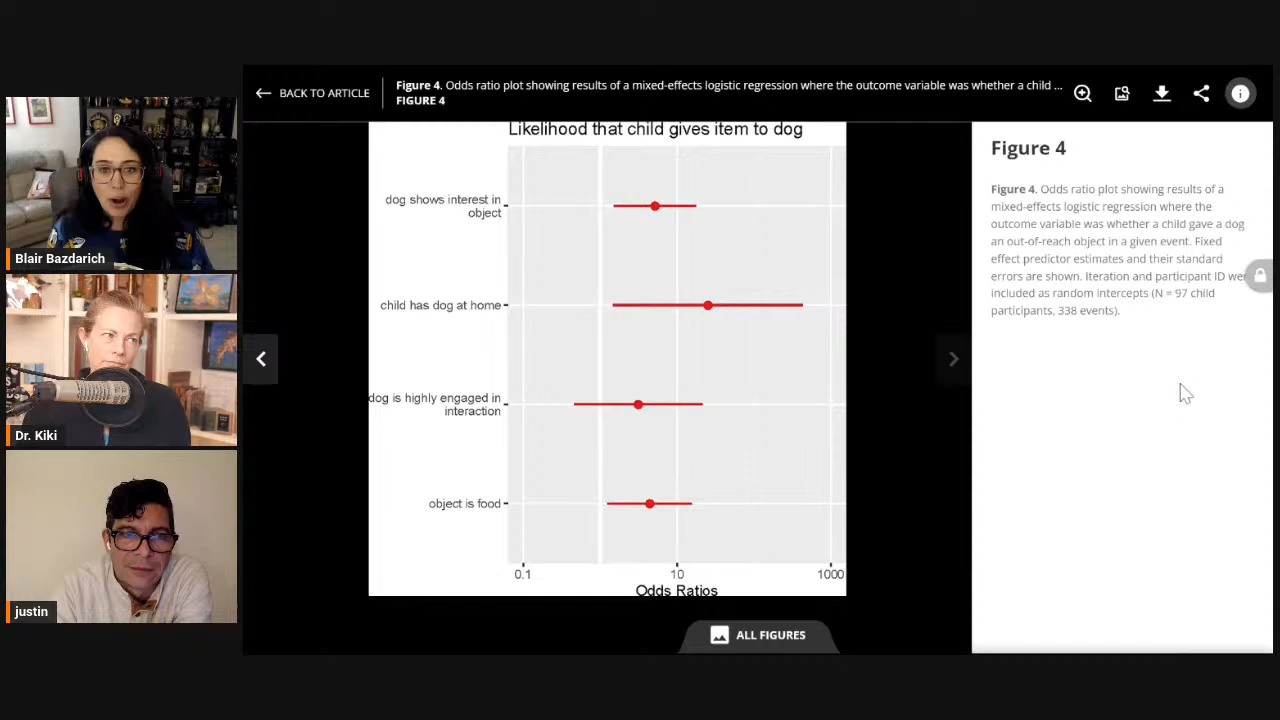 Blair Bazdarich
Dr. Kiki
justin
BACK TO ARTICLE
Figure 4. Odds ratio plot showing results of a mixed-effects logistic regression where the outcome variable was whether a child ...
FIGURE 4
Likelihood that child gives item to dog
dog shows interest in
object
child has dog at home
dog is highly engaged in
interaction
object is food
0.1
10
1000
Odds Ratios
ALL FIGURES
Figure 4
Figure 4. Odds ratio plot showing results of a
mixed-effects logistic regression where the
outcome variable was whether a child gave a dog
an out-of-reach object in a given event. Fixed
effect predictor estimates and their standard
errors are shown. Iteration and participant ID
included as random intercepts (N = 97 child
participants, 338 events).